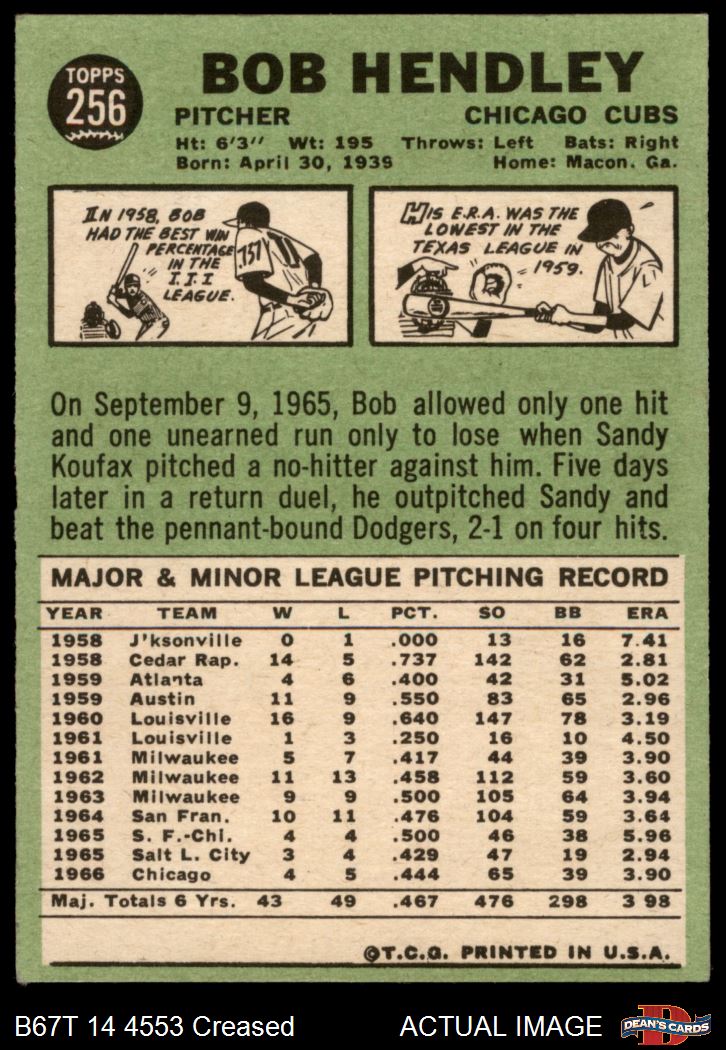 TOPPS
256
BOB HENDLEY
PITCHER CHICAGO CUBS
Ht: 6'3" Wt: 195 Throws: Left Bats: Right
Born: April 30, 1939 Home: Macon. Ga.
IN 1958, BOB
HAD THE BEST WIN
PERCENTAGE
IN THE
I.I.I
LEAGUE.
.737
HIS E.R.A. WAS THE
LOWEST IN THE
TEXAS LEAGUE IN
1959.
On September 9, 1965, Bob allowed only one hit
and one unearned run only to lose when Sandy
Koufax pitched a no-hitter against him. Five days
later in a return duel, he outpitched Sandy and
beat the pennant-bound Dodgers, 2-1 on four hits.
MAJOR & MINOR LEAGUE PITCHING RECORD
YEAR TEAM W L PCT. SO BB ERA
1958 J'ksonville 0 1 .000 13 16 7.41
1958 Cedar Rap. 14 5 .737 142 62 2.81
1959 Atlanta 4 6 .400 42 31 5.02
1959 Austin 11 9 .550 83 65 2.96
1960 Louisville 16 9 .640 147 78 3.19
1961 Louisville 1 3 .250 16 10 4.50
1961 Milwaukee 5 7 .417 44 39 3.90
1962 Milwaukee 11 13 .458 112 59 3.60
1963 Milwaukee 9 9 .500 105 64 3.94
1964 San Fran. 10 11 .476 104 59 3.64
1965 S. F.-Chi. 4 4 .500 46 38 5.96
1965 Salt L. City 3 4 .429 47 19 2.94
1966 Chicago 4 5 .444 65 39 3.90
Maj. Totals 6 Yrs. 43 49 .467 476 298 3 98
©T.C.G. PRINTED IN U.S.A.
B67T 14 4553 Creased ACTUAL IMAGE
D
DEAN'S CARDS